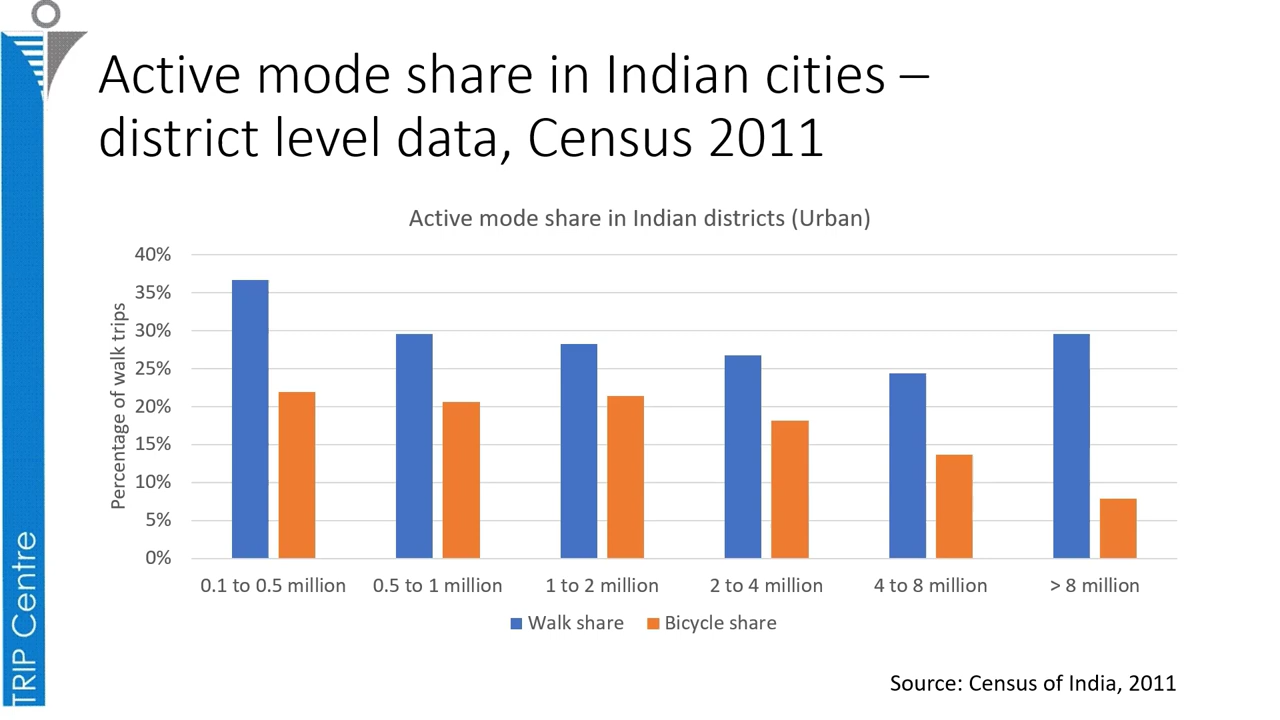 Active mode share in Indian cities –
district level data, Census 2011
Active mode share in Indian districts (Urban)
Percentage of walk trips
40%
35%
30%
25%
20%
15%
10%
5%
0%
0.1 to 0.5 million
0.5 to 1 million
1 to 2 million
2 to 4 million
4 to 8 million
> 8 million
Walk share
Bicycle share
Source: Census of India, 2011
TRIP Centre